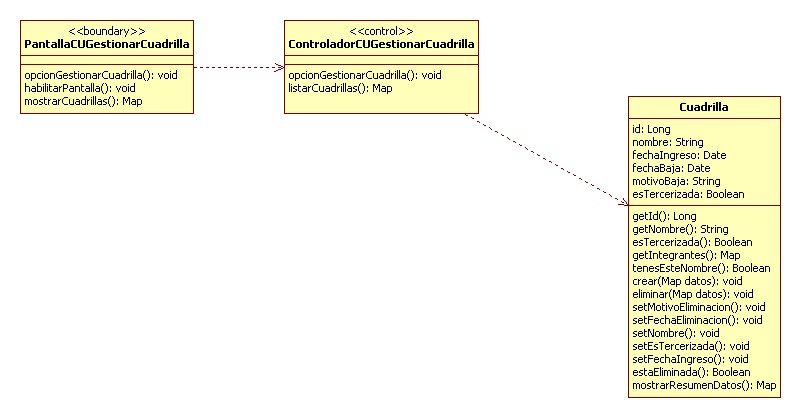 <<boundary>>
PantallaCUGestionarCuadrilla
opcionGestionarCuadrilla(): void
habilitarPantalla(): void
mostrarCuadrillas(): Map
<<control>>
ControladorCUGestionarCuadrilla
opcionGestionarCuadrilla(): void
listarCuadrillas(): Map
Cuadrilla
id: Long
nombre: String
fechaIngreso: Date
fechaBaja: Date
motivoBaja: String
esTercerizada: Boolean
getId(): Long
getNombre(): String
esTercerizada(): Boolean
getIntegrantes(): Map
tenesEsteNombre(): Boolean
crear(Map datos): void
eliminar(Map datos): void
setMotivoEliminacion(): void
setFechaEliminacion(): void
setNombre(): void
setEsTercerizada(): void
setFechaIngreso(): void
estaEliminada(): Boolean
mostrarResumenDatos(): Map